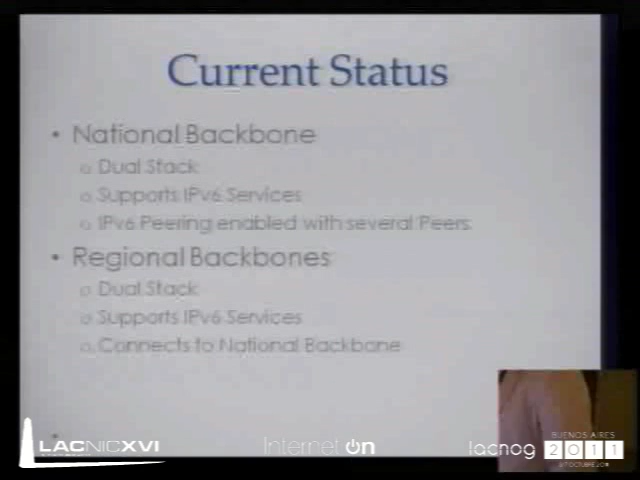 Current Status
• National Backbone
o Dual Stack
o Supports IPv6 Services
o IPv6 Peering enabled with several Peers
• Regional Backbones
o Dual Stack
o Supports IPv6 Services
o Connects to National Backbone
LACNICXVI
Internet ON
lacnog
BUENOS AIRES
2011